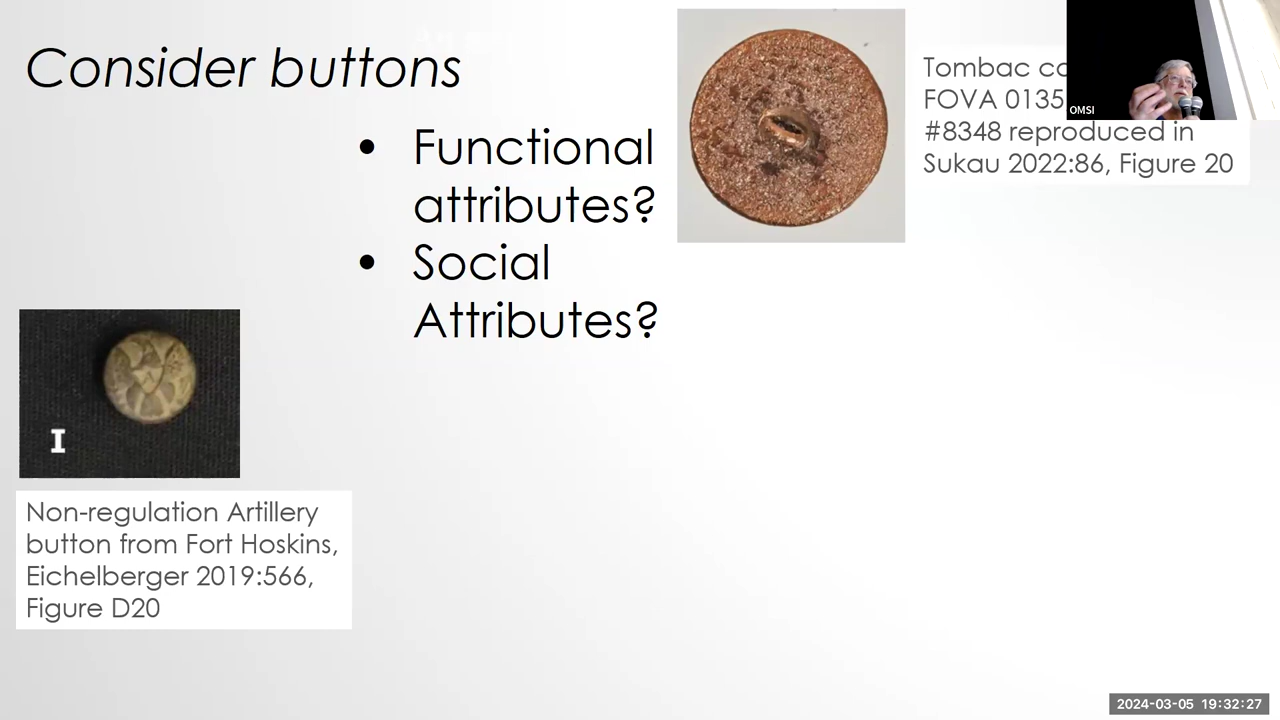 Consider buttons
• Functional
attributes?
• Social
Attributes?
Tombac
FOVA 0135
#8348 reproduced in
Sukau 2022:86, Figure 20
OMSI
I
Non-regulation Artillery
button from Fort Hoskins,
Eichelberger 2019:566,
Figure D20
2024-03-05 19:32:27